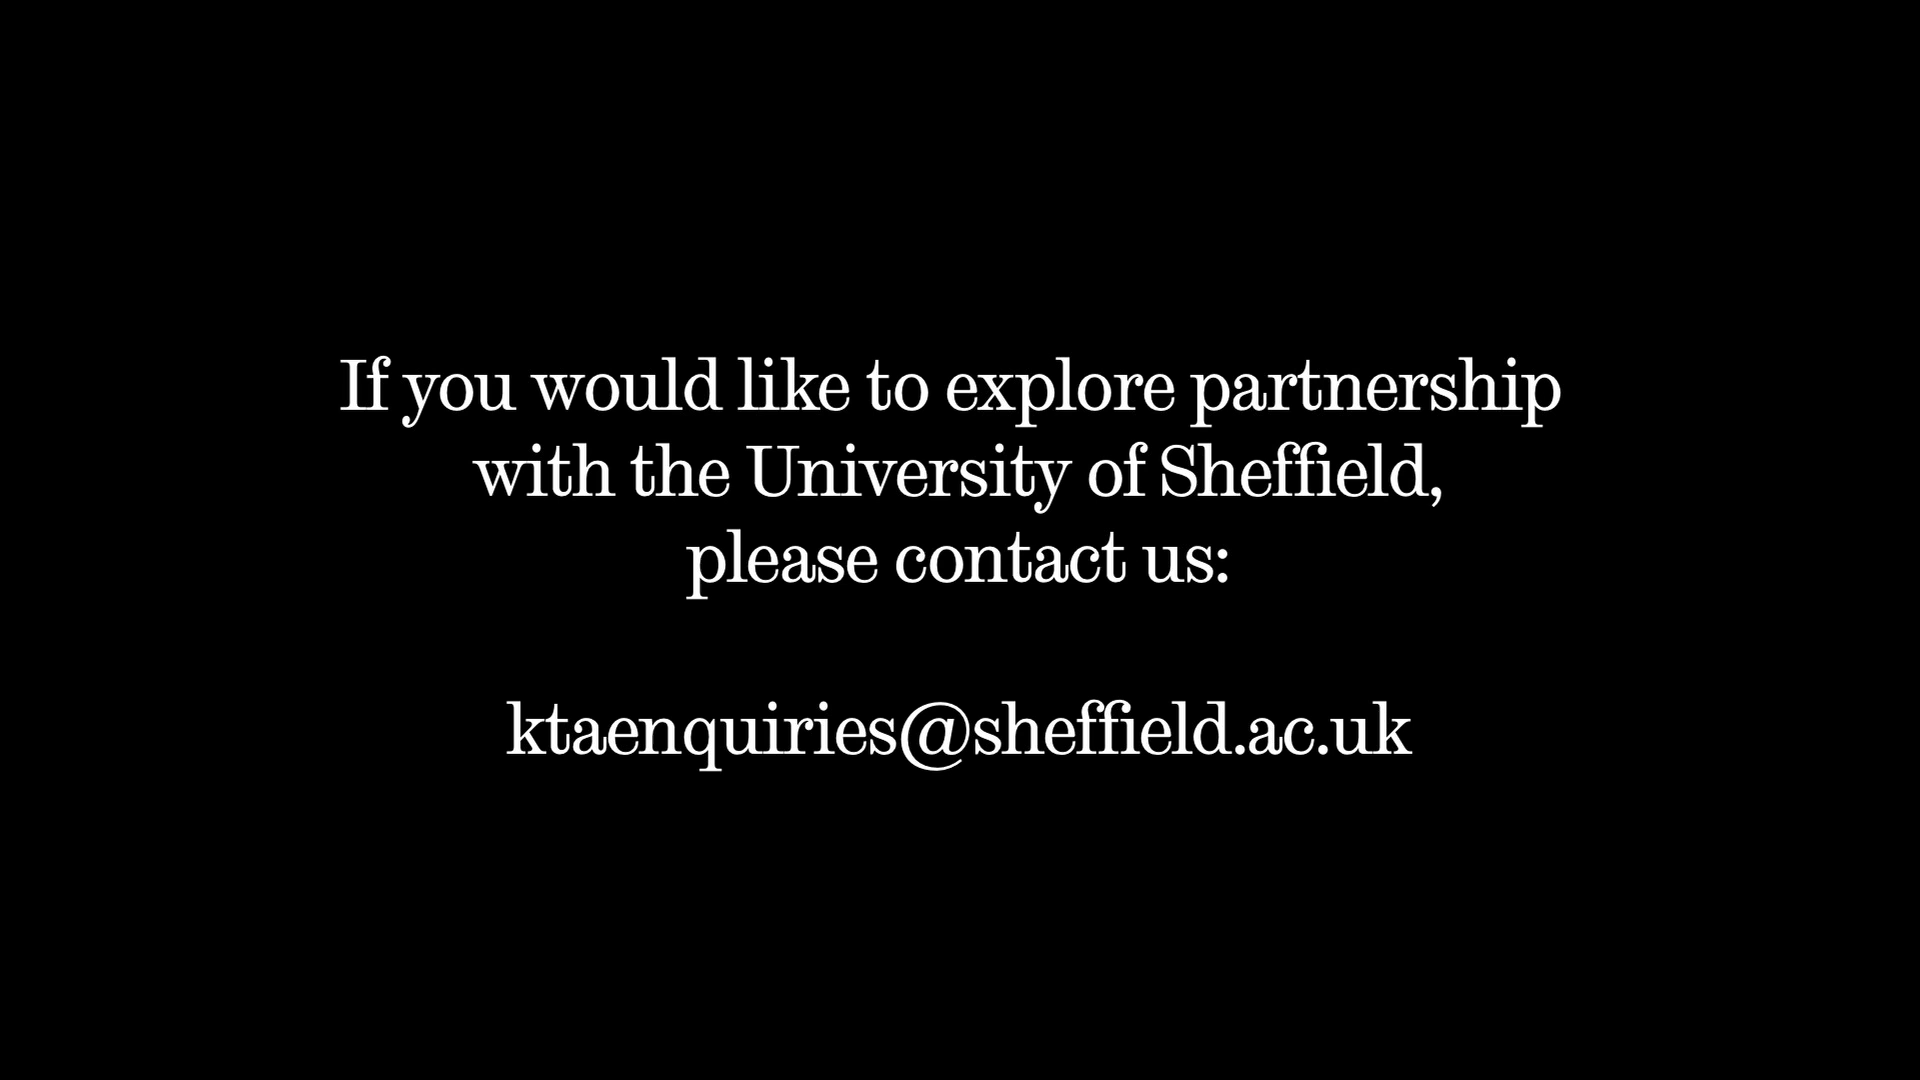 If you would like to explore partnership
with the University of Sheffield,
please contact us:
ktaenquiries@sheffield.ac.uk